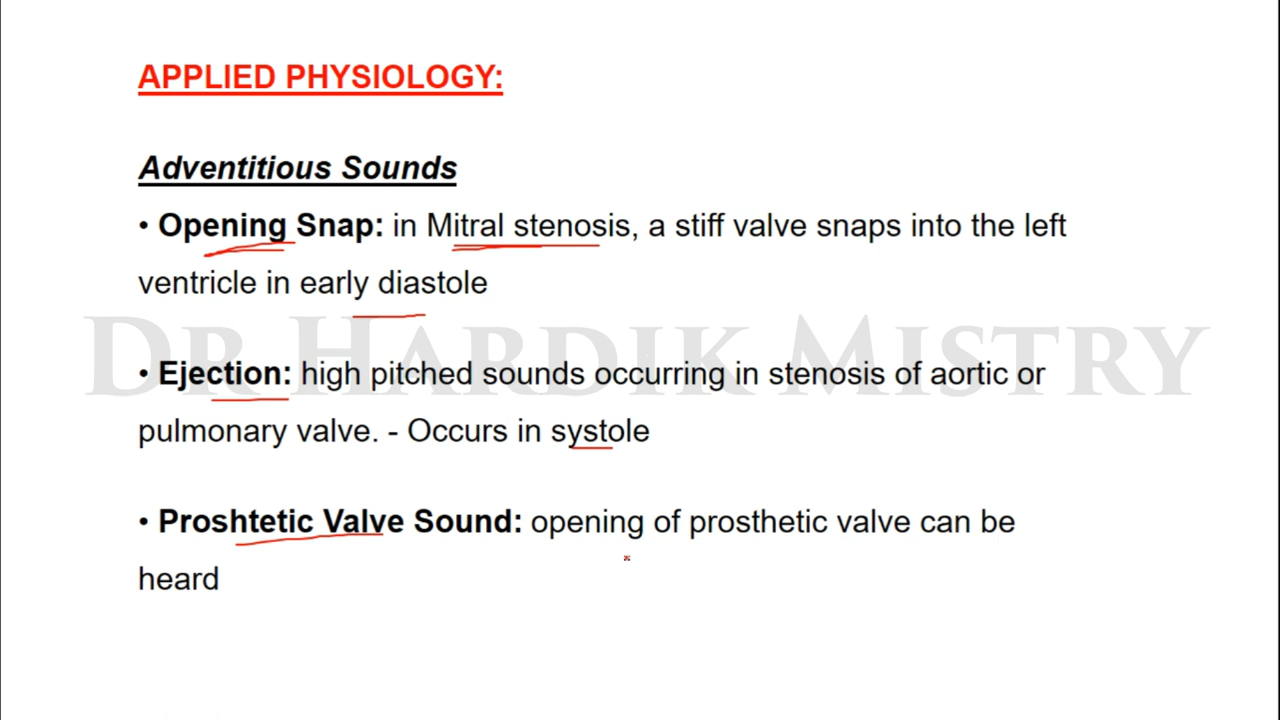 APPLIED PHYSIOLOGY:
Adventitious Sounds
• Opening Snap: in Mitral stenosis, a stiff valve snaps into the left
ventricle in early diastole
DR HARDIK MISTRY
• Ejection: high pitched sounds occurring in stenosis of aortic or
pulmonary valve. - Occurs in systole
• Proshtetic Valve Sound: opening of prosthetic valve can be
heard